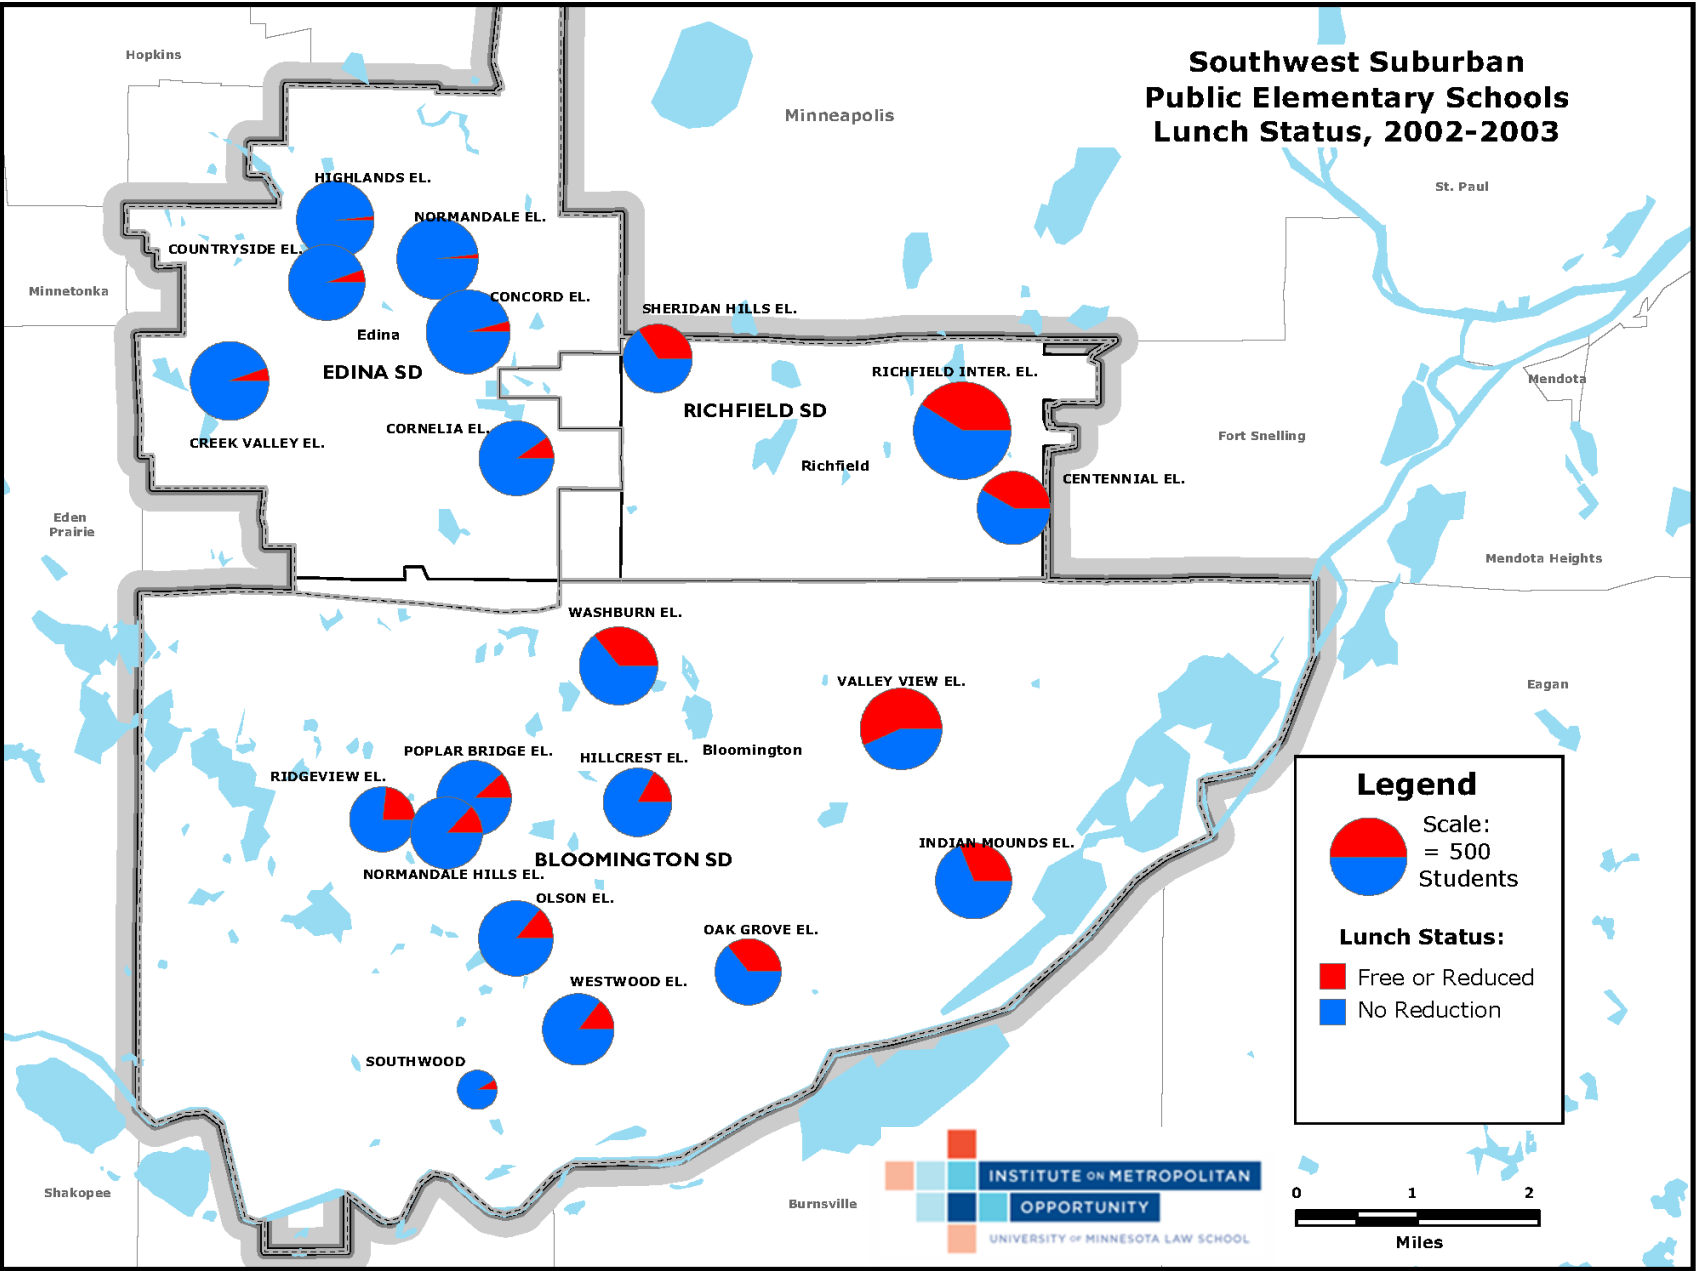 Southwest Suburban
Public Elementary Schools
Lunch Status, 2002-2003
Hopkins
Minneapolis
St. Paul
HIGHLANDS EL.
NORMANDALE EL.
COUNTRYSIDE EL.
Minnetonka
CONCORD EL.
SHERIDAN HILLS EL.
Edina
EDINA SD
RICHFIELD INTER. EL.
Mendota
RICHFIELD SD
CORNELIA EL.
CREEK VALLEY EL.
Fort Snelling
Richfield
CENTENNIAL EL.
Eden
Prairie
Mendota Heights
WASHBURN EL.
VALLEY VIEW EL.
Eagan
POPLAR BRIDGE EL.
HILLCREST EL.
Bloomington
RIDGEVIEW EL.
INDIAN MOUNDS EL.
BLOOMINGTON SD
NORMANDALE HILLS EL.
OLSON EL.
OAK GROVE EL.
WESTWOOD EL.
SOUTHWOOD
Shakopee
Burnsville
Legend
Scale:
= 500
Students
Lunch Status:
Free or Reduced
No Reduction
INSTITUTE ON METROPOLITAN
OPPORTUNITY
UNIVERSITY OF MINNESOTA LAW SCHOOL
0 1 2
Miles